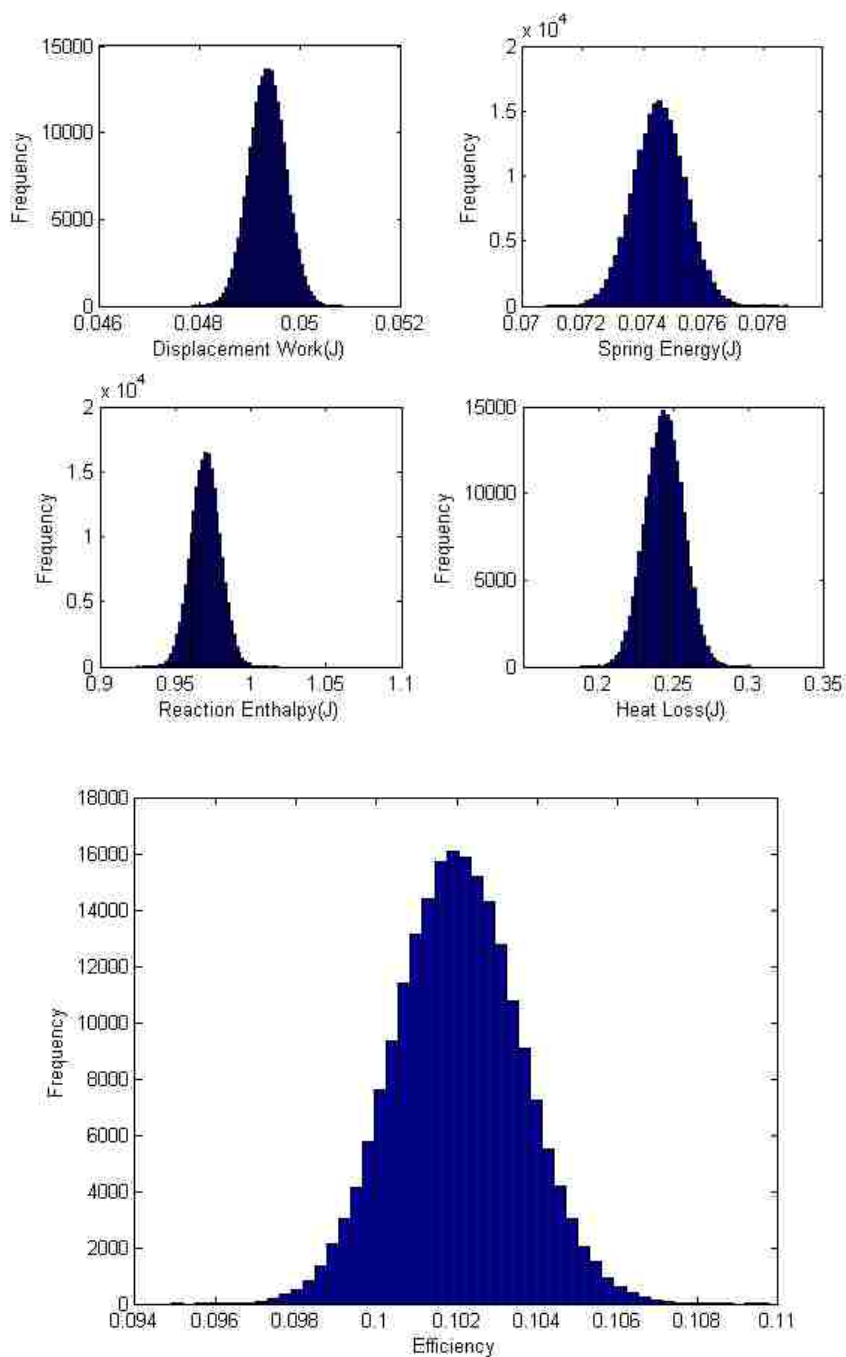 15000
10000
5000
0
Frequency
0.046 0.048 0.05 0.052
Displacement Work(J)
x 10^4
2
1.5
1
0.5
0
Frequency
0.07 0.072 0.074 0.076 0.078
Spring Energy(J)
x 10^4
2
1.5
1
0.5
0
Frequency
0.9 0.95 1 1.05 1.1
Reaction Enthalpy(J)
15000
10000
5000
0
Frequency
0.2 0.25 0.3 0.35
Heat Loss(J)
18000
16000
14000
12000
10000
8000
6000
4000
2000
0
Frequency
0.094 0.096 0.098 0.1 0.102 0.104 0.106 0.108 0.11
Efficiency